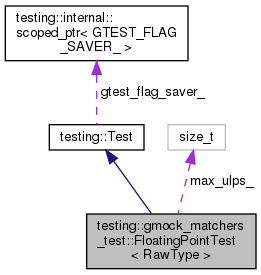 testing::internal::
scoped_ptr< GTEST_FLAG
_SAVER_ >
gtest_flag_saver_
testing::Test
size_t
max_ulps_
testing::gmock_matchers
_test::FloatingPointTest
< RawType >